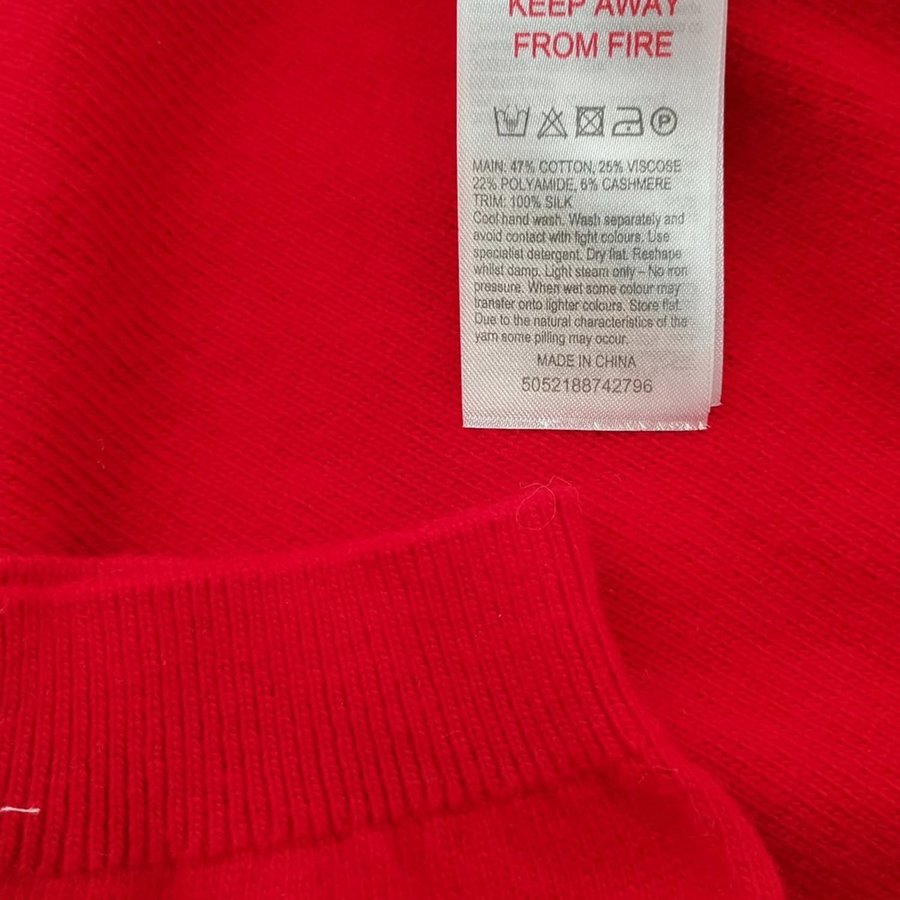 KEEP AWAY
FROM FIRE
P
MAIN: 47% COTTON, 25% VISCOSE
22% POLYAMIDE, 6% CASHMERE
TRIM: 100% SILK
Cool hand wash. Wash separately and
avoid contact with light colours. Use
specialist detergent. Dry flat. Reshape
whilst damp. Light steam only – No iron
pressure. When wet some colour may
transfer onto lighter colours. Store flat.
Due to the natural characteristics of the
yarn some pilling may occur.
MADE IN CHINA
5052188742796